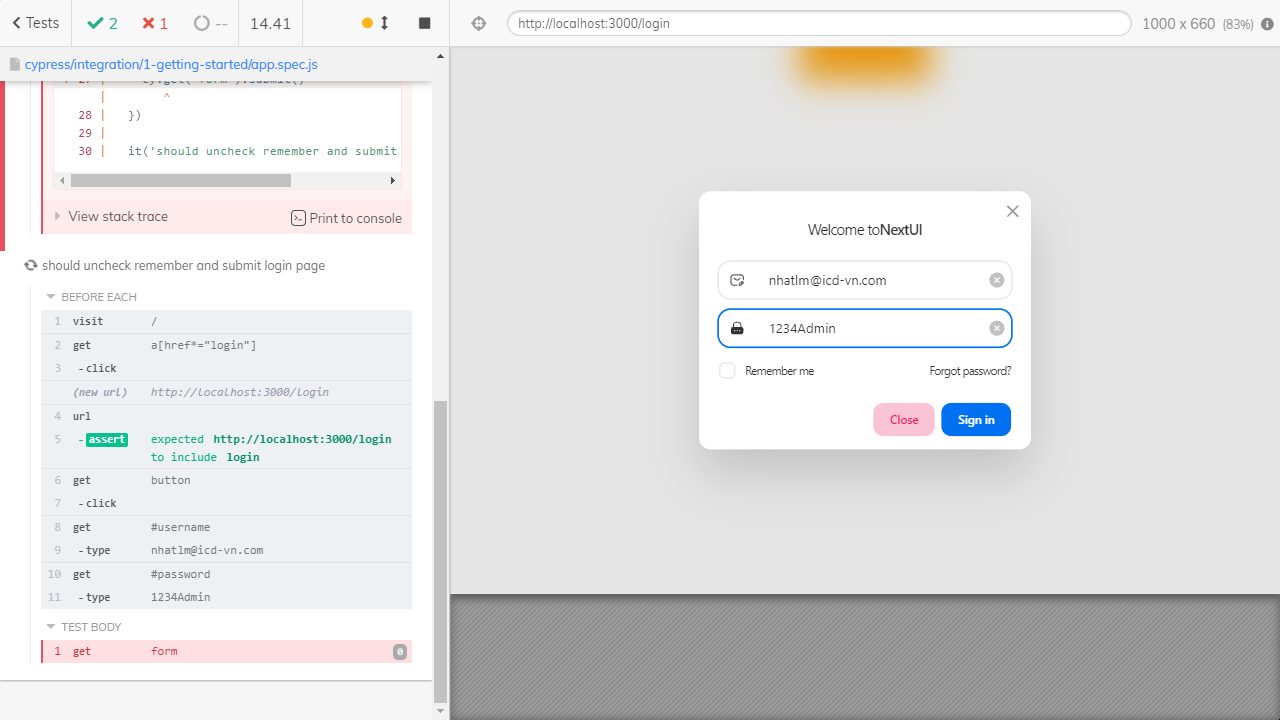 Tests
2
1
--
14.41
http://localhost:3000/login
1000 x 660 (83%)
cypress/integration/1-getting-started/app.spec.js
> 27 | cy.get('form').submit()
| ^
28 | })
29 |
30 | it('should uncheck remember and submit
View stack trace
Print to console
should uncheck remember and submit login page
BEFORE EACH
1 visit /
2 get a[href*="login"]
3 -click
(new url) http://localhost:3000/login
4 url
5 -assert expected http://localhost:3000/login
to include login
6 get button
7 -click
8 get #username
9 -type nhatlm@icd-vn.com
10 get #password
11 -type 1234Admin
TEST BODY
1 get form 0
Welcome toNextUI
nhatlm@icd-vn.com
1234Admin
Remember me
Forgot password?
Close
Sign in